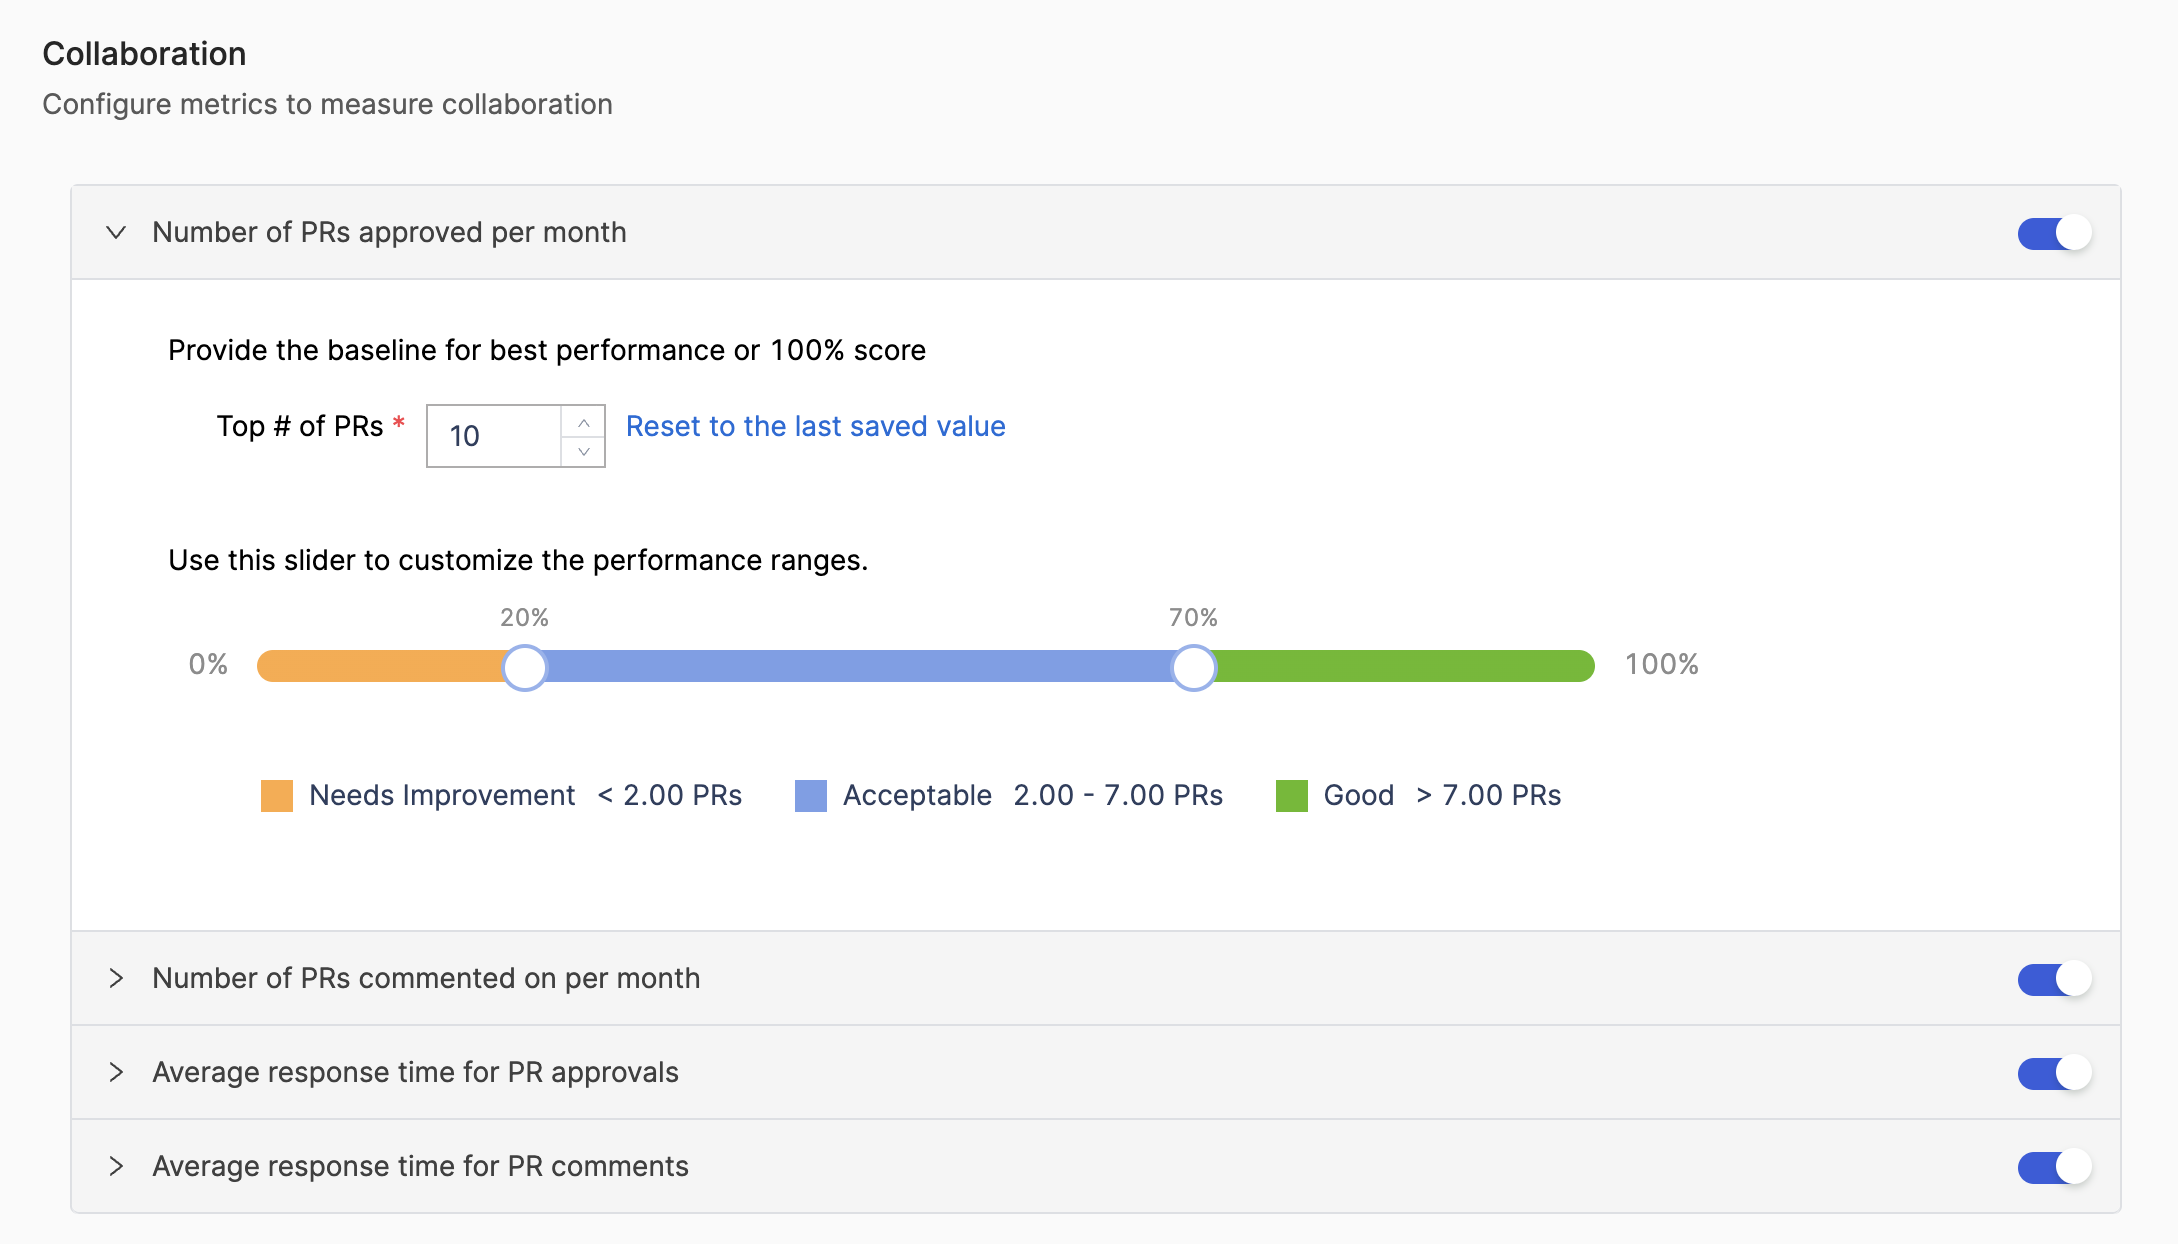 Collaboration
Configure metrics to measure collaboration
Number of PRs approved per month
Provide the baseline for best performance or 100% score
Top # of PRs * 10 Reset to the last saved value
Use this slider to customize the performance ranges.
20% 70%
0% 100%
Needs Improvement < 2.00 PRs Acceptable 2.00 - 7.00 PRs Good > 7.00 PRs
Number of PRs commented on per month
Average response time for PR approvals
Average response time for PR comments